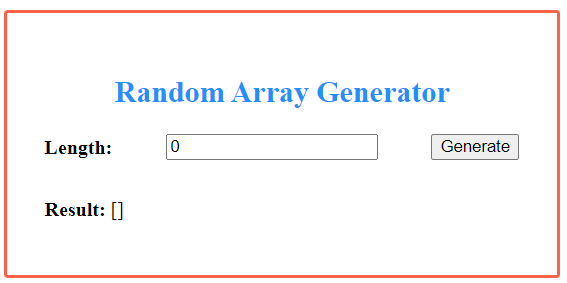 Random Array Generator
Length: 0 Generate
Result: []